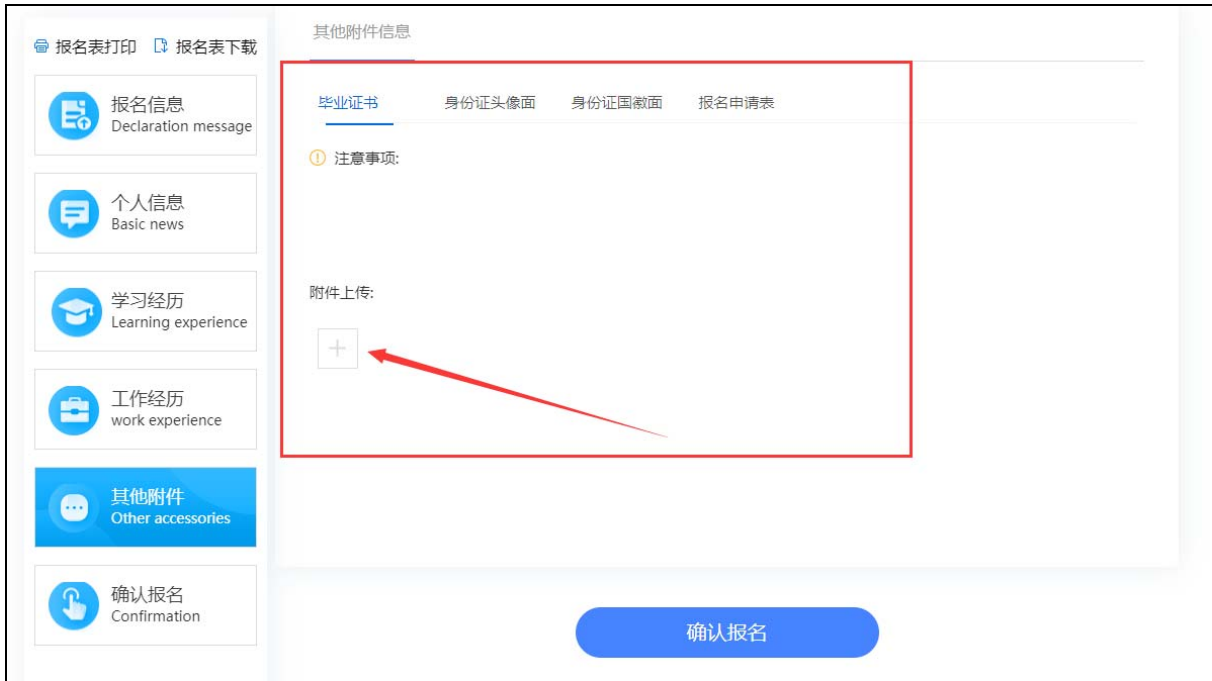 报名表打印 报名表下载
报名信息
Declaration message
个人信息
Basic news
学习经历
Learning experience
工作经历
work experience
其他附件
Other accessories
确认报名
Confirmation
其他附件信息
毕业证书 身份证头像面 身份证国徽面 报名申请表
注意事项:
附件上传:
确认报名